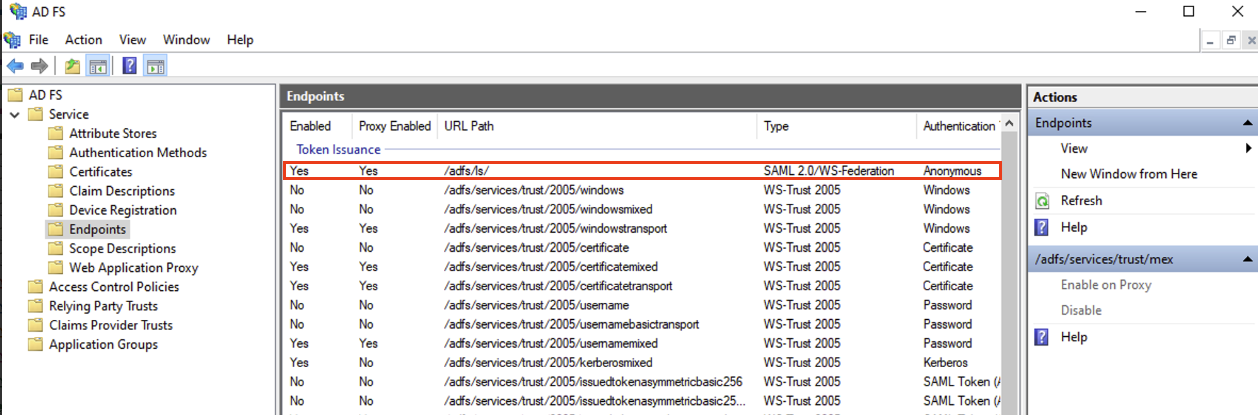 AD FS
File Action View Window Help
AD FS
Service
Attribute Stores
Authentication Methods
Certificates
Claim Descriptions
Device Registration
Endpoints
Scope Descriptions
Web Application Proxy
Access Control Policies
Relying Party Trusts
Claims Provider Trusts
Application Groups
Endpoints
Enabled Proxy Enabled URL Path Type Authentication
Token Issuance
Yes Yes /adfs/ls/ SAML 2.0/WS-Federation Anonymous
No No /adfs/services/trust/2005/windows WS-Trust 2005 Windows
No No /adfs/services/trust/2005/windowsmixed WS-Trust 2005 Windows
Yes Yes /adfs/services/trust/2005/windowstransport WS-Trust 2005 Windows
No No /adfs/services/trust/2005/certificate WS-Trust 2005 Certificate
Yes Yes /adfs/services/trust/2005/certificatemixed WS-Trust 2005 Certificate
Yes Yes /adfs/services/trust/2005/certificatetransport WS-Trust 2005 Certificate
No No /adfs/services/trust/2005/username WS-Trust 2005 Password
No No /adfs/services/trust/2005/usernamebasictransport WS-Trust 2005 Password
Yes Yes /adfs/services/trust/2005/usernamemixed WS-Trust 2005 Password
Yes No /adfs/services/trust/2005/kerberosmixed WS-Trust 2005 Kerberos
No No /adfs/services/trust/2005/issuedtokenasymmetricbasic256 WS-Trust 2005 SAML Token (A
No No /adfs/services/trust/2005/issuedtokenasymmetricbasic25... WS-Trust 2005 SAML Token (A
Actions
Endpoints
View
New Window from Here
Refresh
Help
/adfs/services/trust/mex
Enable on Proxy
Disable
Help